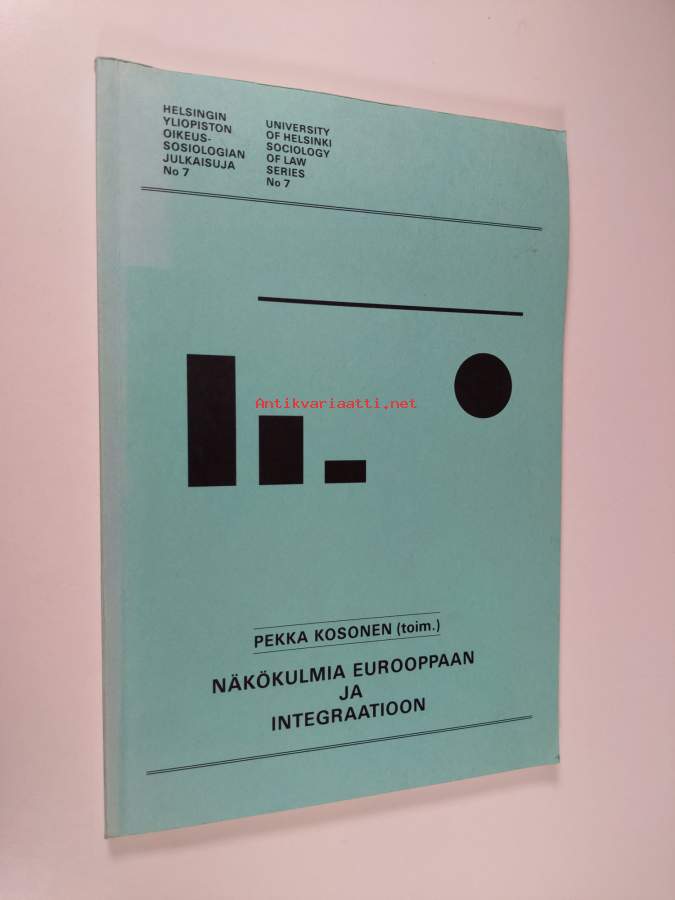 HELSINGIN
YLIOPISTON
OIKEUS-
SOSIOLOGIAN
JULKAISUJA
No 7
UNIVERSITY
OF HELSINKI
SOCIOLOGY
OF LAW
SERIES
No 7
Antikvariaatti.net
PEKKA KOSONEN (toim.)
NÄKÖKULMIA EUROOPPAAN
JA
INTEGRAATIOON